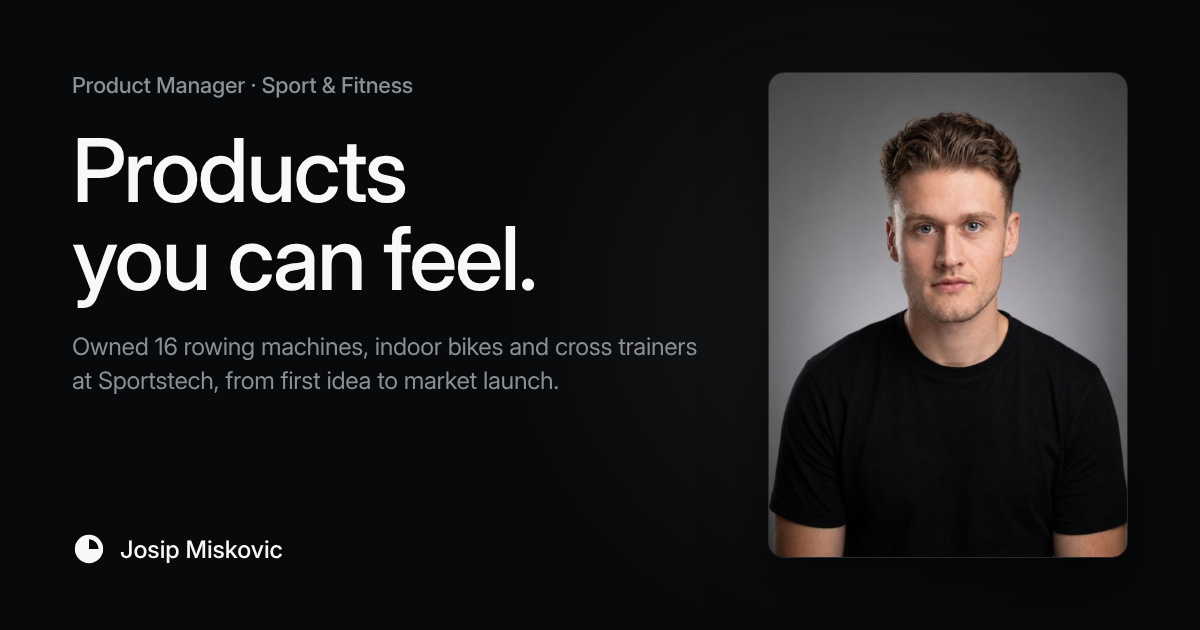 Product Manager · Sport & Fitness
Products
you can feel.
Owned 16 rowing machines, indoor bikes and cross trainers
at Sportstech, from first idea to market launch.
Josip Miskovic